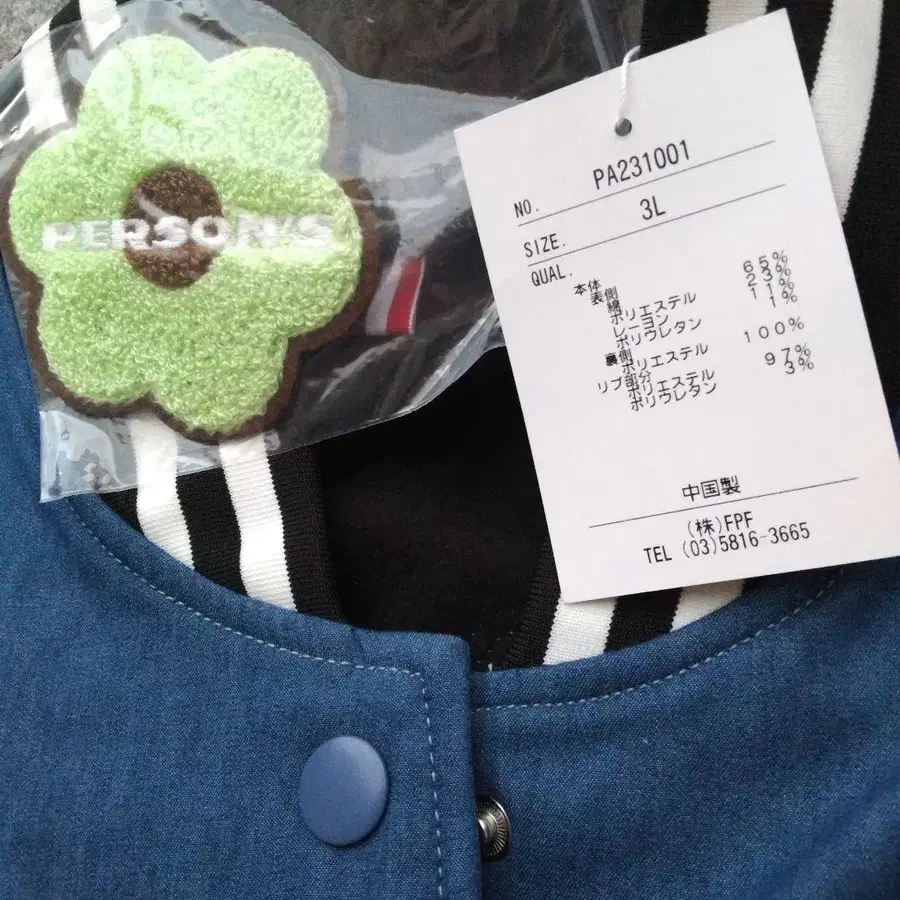 PERSON'S
NO. PA231001
SIZE. 3L
QUAL.
本体
表側
綿 65%
ポリエステル 23%
レーヨン 11%
ポリウレタン 1%
裏側
ポリエステル 100%
リブ部分
ポリエステル 97%
ポリウレタン 3%
中国製
(株)FPF
TEL (03)5816-3665